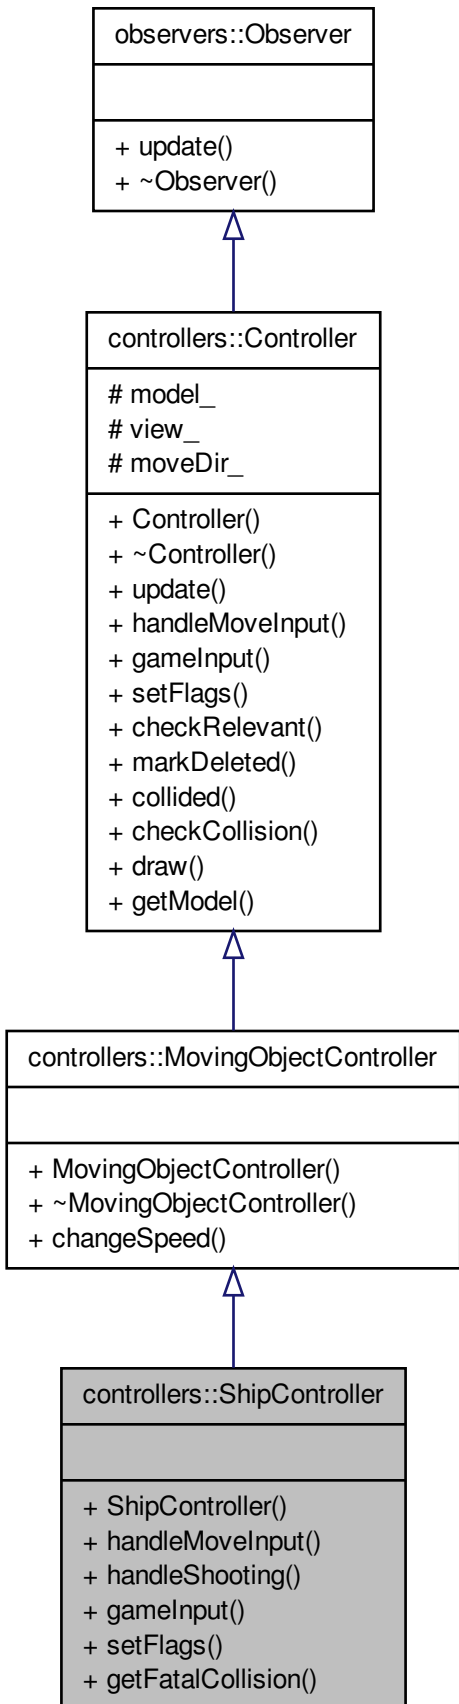 observers::Observer
+ update()
+ ~Observer()
controllers::Controller
# model_
# view_
# moveDir_
+ Controller()
+ ~Controller()
+ update()
+ handleMoveInput()
+ gameInput()
+ setFlags()
+ checkRelevant()
+ markDeleted()
+ collided()
+ checkCollision()
+ draw()
+ getModel()
controllers::MovingObjectController
+ MovingObjectController()
+ ~MovingObjectController()
+ changeSpeed()
controllers::ShipController
+ ShipController()
+ handleMoveInput()
+ handleShooting()
+ gameInput()
+ setFlags()
+ getFatalCollision()